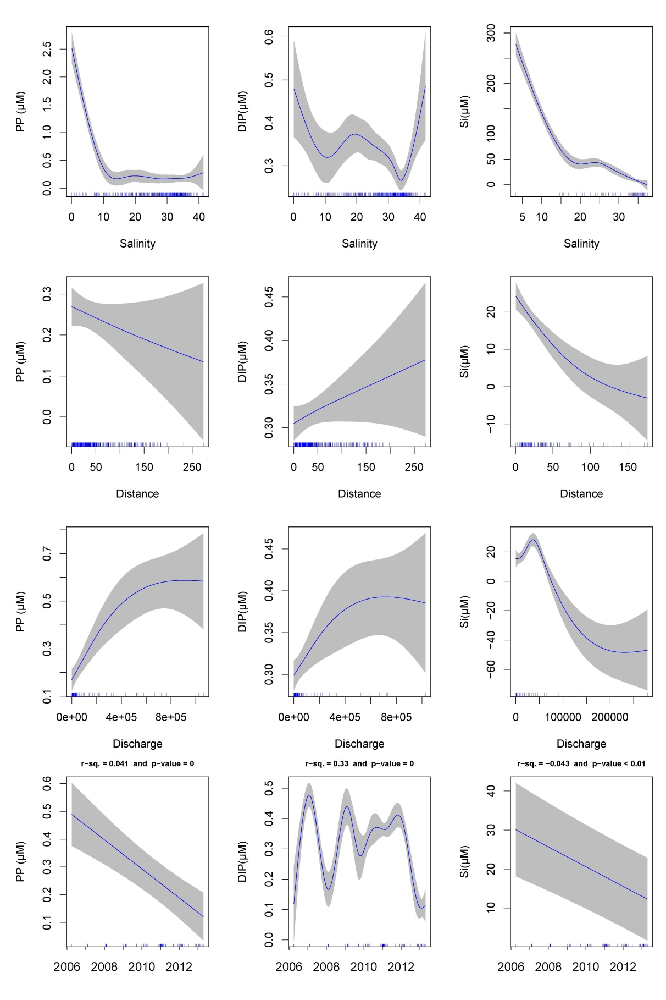 PP (µM)
0.0 0.5 1.0 1.5 2.0 2.5
0 10 20 30 40
Salinity
DIP(µM)
0.3 0.4 0.5 0.6
0 10 20 30 40
Salinity
Si(µM)
0 50 100 200 300
5 10 20 30
Salinity
PP (µM)
0.0 0.1 0.2 0.3
0 50 150 250
Distance
DIP(µM)
0.30 0.35 0.40 0.45
0 50 150 250
Distance
Si(µM)
−10 0 10 20
0 50 100 150
Distance
PP (µM)
0.1 0.3 0.5 0.7
0e+00 4e+05 8e+05
Discharge
DIP(µM)
0.30 0.35 0.40 0.45
0e+00 4e+05 8e+05
Discharge
Si(µM)
−60 −40 −20 0 20
0 100000 200000
Discharge
r−sq. = 0.041 and p−value = 0
PP (µM)
0.1 0.2 0.3 0.4 0.5 0.6
2006 2008 2010 2012
r−sq. = 0.33 and p−value = 0
DIP(µM)
0.0 0.1 0.2 0.3 0.4 0.5
2006 2008 2010 2012
r−sq. = −0.043 and p−value < 0.01
Si(µM)
10 20 30 40
2006 2008 2010 2012